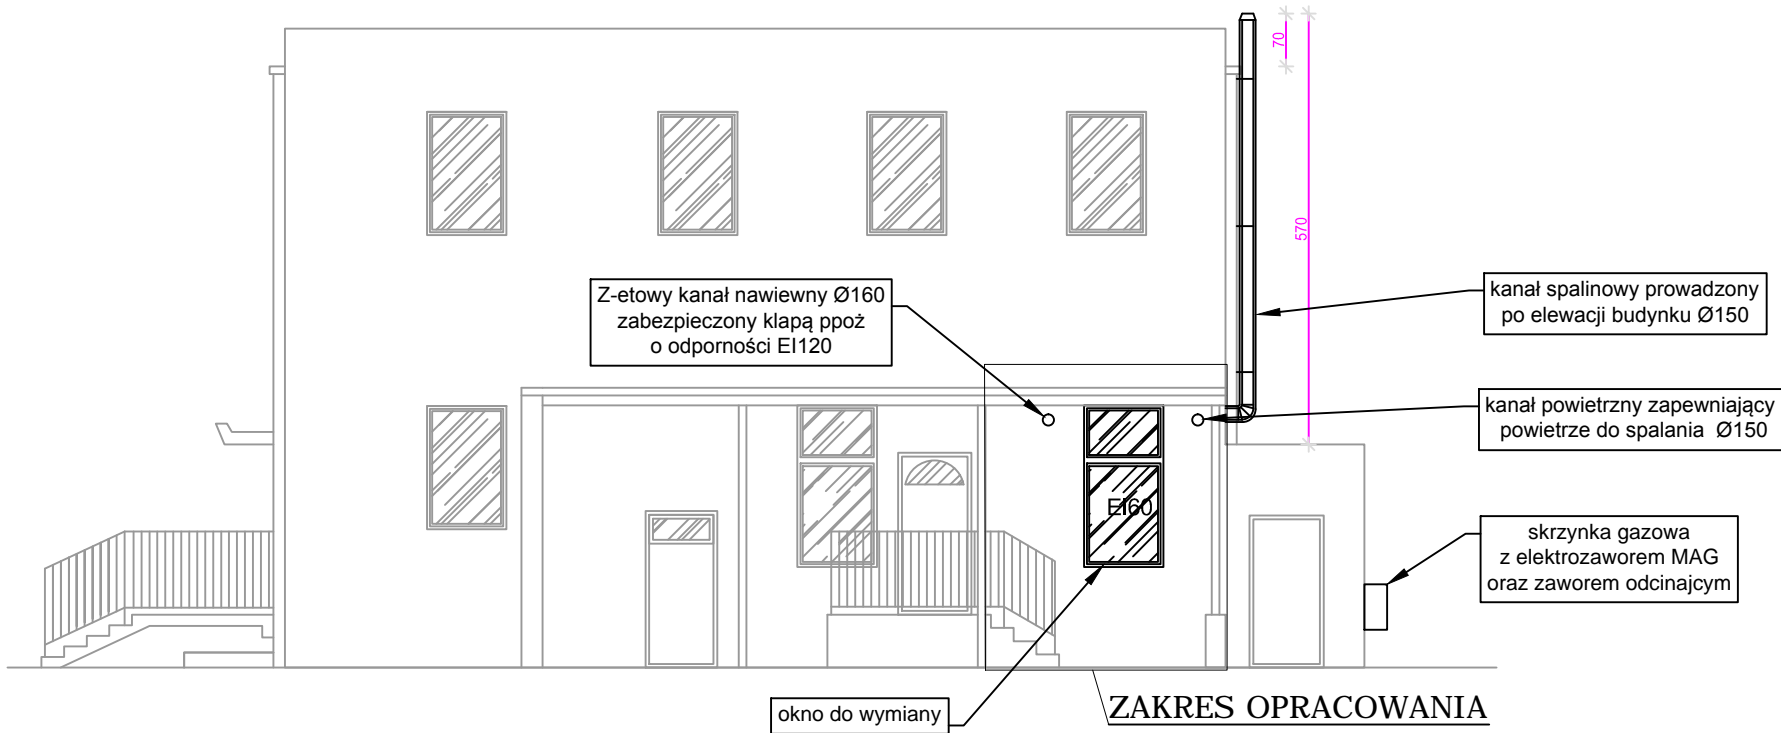 70
570
Z-etowy kanał nawiewny Ø160
zabezpieczony klapą ppoż
o odporności EI120
kanał spalinowy prowadzony
po elewacji budynku Ø150
kanał powietrzny zapewniający
powietrze do spalania Ø150
EI60
skrzynka gazowa
z elektrozaworem MAG
oraz zaworem odcinajcym
okno do wymiany
ZAKRES OPRACOWANIA